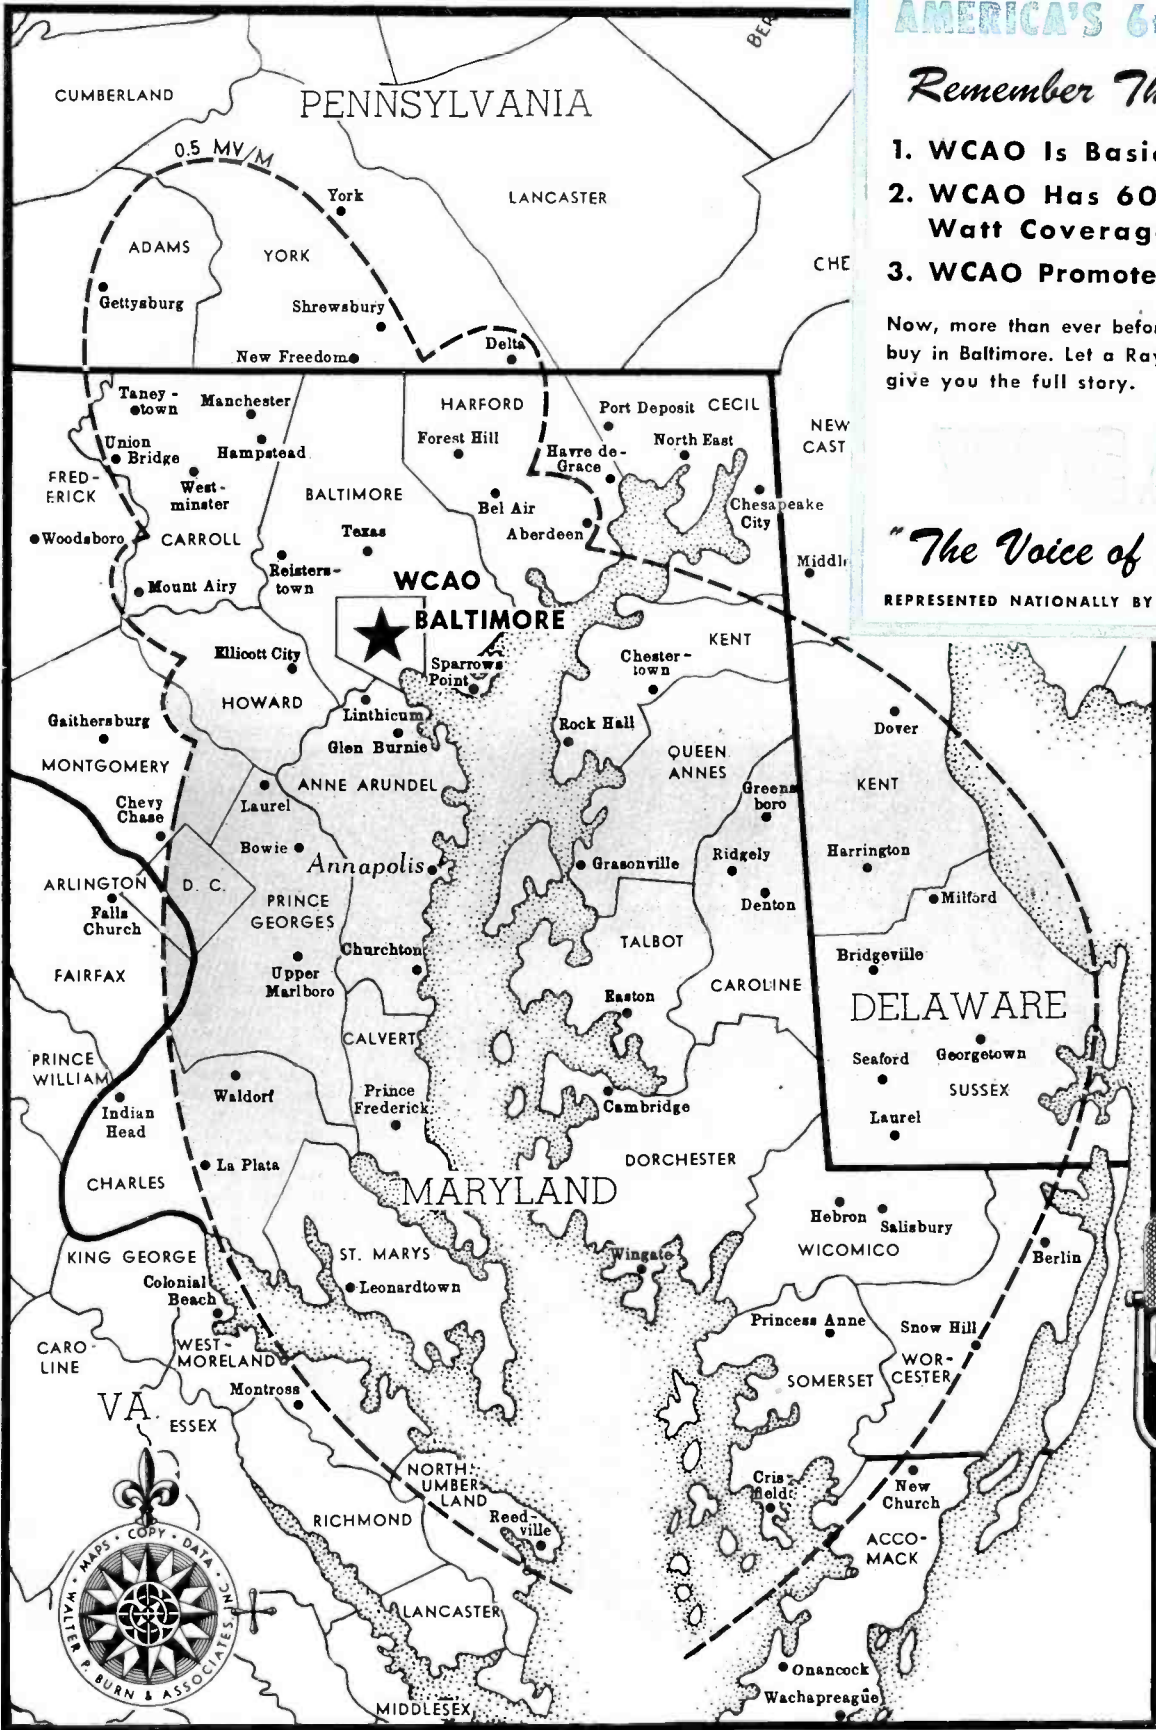 BER
CUMBERLAND
PENNSYLVANIA
0.5 MV/M
York
LANCASTER
ADAMS
YORK
CHE
Gettysburg
Shrewsbury
New Freedom
Delta
AMERICA'S 6
Remember Th
1. WCAO Is Basi
2. WCAO Has 60
Watt Coverag
3. WCAO Promote
Now, more than ever befor
buy in Baltimore. Let a Ray
give you the full story.
"The Voice of
REPRESENTED NATIONALLY BY
Taney-
town
Manchester
HARFORD
Port Deposit
CECIL
NEW
CAST
Union
Bridge
Hampstead
Forest Hill
Havre de-
Grace
North East
FRED-
ERICK
West-
minster
BALTIMORE
Bel Air
Chesapeake
City
Woodsboro
CARROLL
Texas
Aberdeen
Middl
Mount Airy
Reisters-
town
WCAO
BALTIMORE
KENT
Ellicott City
Sparrows
Point
Chester-
town
HOWARD
Linthicum
Glen Burnie
Rock Hall
Dover
Gaithersburg
MONTGOMERY
QUEEN
ANNES
KENT
Chevy
Chase
Laurel
ANNE ARUNDEL
Greens
boro
Bowie
Annapolis
Grasonville
Ridgely
Harrington
ARLINGTON
D. C.
Falls
Church
PRINCE
GEORGES
Denton
Milford
FAIRFAX
Upper
Marlboro
Churchton
TALBOT
CAROLINE
Bridgeville
Easton
DELAWARE
CALVERT
PRINCE
WILLIAM
Seaford
Georgetown
SUSSEX
Waldorf
Prince
Frederick
Cambridge
Laurel
Indian
Head
La Plata
DORCHESTER
CHARLES
MARYLAND
Hebron
Salisbury
WICOMICO
KING GEORGE
ST. MARYS
Wingate
Berlin
Colonial
Beach
Leonardtown
Princess Anne
Snow Hill
CARO-
LINE
WEST-
MORELAND
WOR-
CESTER
SOMERSET
VA.
Montross
ESSEX
NORTH-
UMBER-
LAND
Cris-
field
New
Church
RICHMOND
Reed-
ville
ACCO-
MACK
MAPS • COPY • DATA • INC.
WALTER P. BURN & ASSOCIATES,
LANCASTER
Onancock
MIDDLESEX
Wachapreague